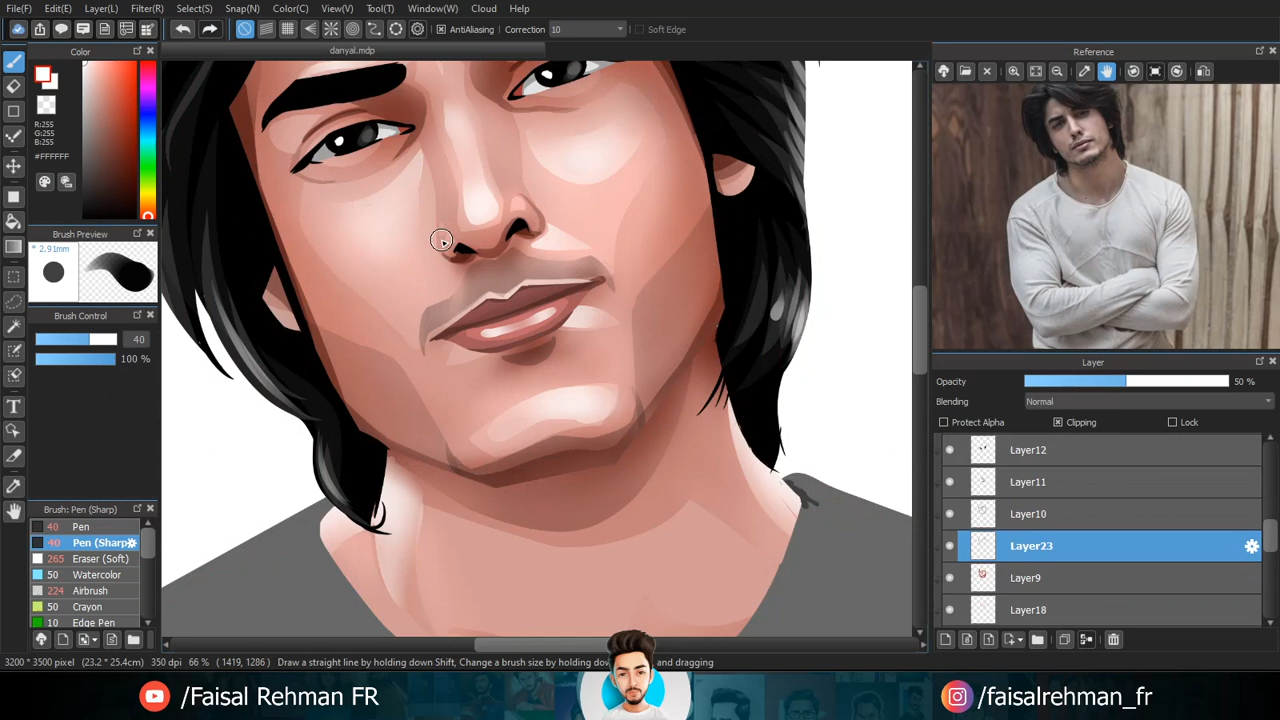 File(F) Edit(E) Layer(L) Filter(R) Select(S) Snap(N) Color(C) View(V) Tool(T) Window(W) Cloud Help
AntiAliasing Correction 10 Soft Edge
danyal.mdp
Color
R:255
G:255
B:255
#FFFFFF
Brush Preview
* 2.91mm
Brush Control
40
100 %
T
Brush: Pen (Sharp)
40 Pen
40 Pen (Sharp
265 Eraser (Soft)
50 Watercolor
224 Airbrush
50 Crayon
10 Edge Pen
Reference
Layer
Opacity 50 %
Blending Normal
Protect Alpha Clipping Lock
Layer12
Layer11
Layer10
Layer23
Layer9
Layer18
3200 * 3500 pixel (23.2 * 25.4cm) 350 dpi 66 % ( 1419, 1286 ) Draw a straight line by holding down Shift, Change a brush size by holding dow and dragging
/Faisal Rehman FR
/faisalrehman_fr